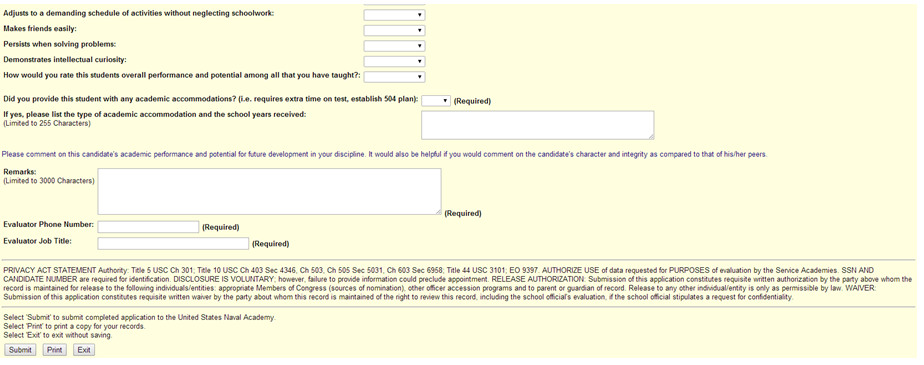 Adjusts to a demanding schedule of activities without neglecting schoolwork:
Makes friends easily:
Persists when solving problems:
Demonstrates intellectual curiosity:
How would you rate this students overall performance and potential among all that you have taught?:
Did you provide this student with any academic accommodations? (i.e. requires extra time on test, establish 504 plan): (Required)
If yes, please list the type of academic accommodation and the school years received:
(Limited to 255 Characters)
Please comment on this candidate's academic performance and potential for future development in your discipline. It would also be helpful if you would comment on the candidate's character and integrity as compared to that of his/her peers.
Remarks:
(Limited to 3000 Characters)
(Required)
Evaluator Phone Number: (Required)
Evaluator Job Title: (Required)
PRIVACY ACT STATEMENT Authority: Title 5 USC Ch 301; Title 10 USC Ch 403 Sec 4346, Ch 503, Ch 505 Sec 5031, Ch 603 Sec 6958; Title 44 USC 3101; EO 9397. AUTHORIZE USE of data requested for PURPOSES of evaluation by the Service Academies. SSN AND
CANDIDATE NUMBER are required for identification. DISCLOSURE IS VOLUNTARY; however, failure to provide information could preclude appointment. RELEASE AUTHORIZATION: Submission of this application constitutes requisite written authorization by the party above whom the
record is maintained for release to the following individuals/entities: appropriate Members of Congress (sources of nomination), other officer accession programs and to parent or guardian of record. Release to any other individual/entity is only as permissible by law. WAIVER:
Submission of this application constitutes requisite written waiver by the party about whom this record is maintained of the right to review this record, including the school official's evaluation, if the school official stipulates a request for confidentiality.
Select 'Submit' to submit completed application to the United States Naval Academy.
Select 'Print' to print a copy for your records.
Select 'Exit' to exit without saving.
Submit Print Exit